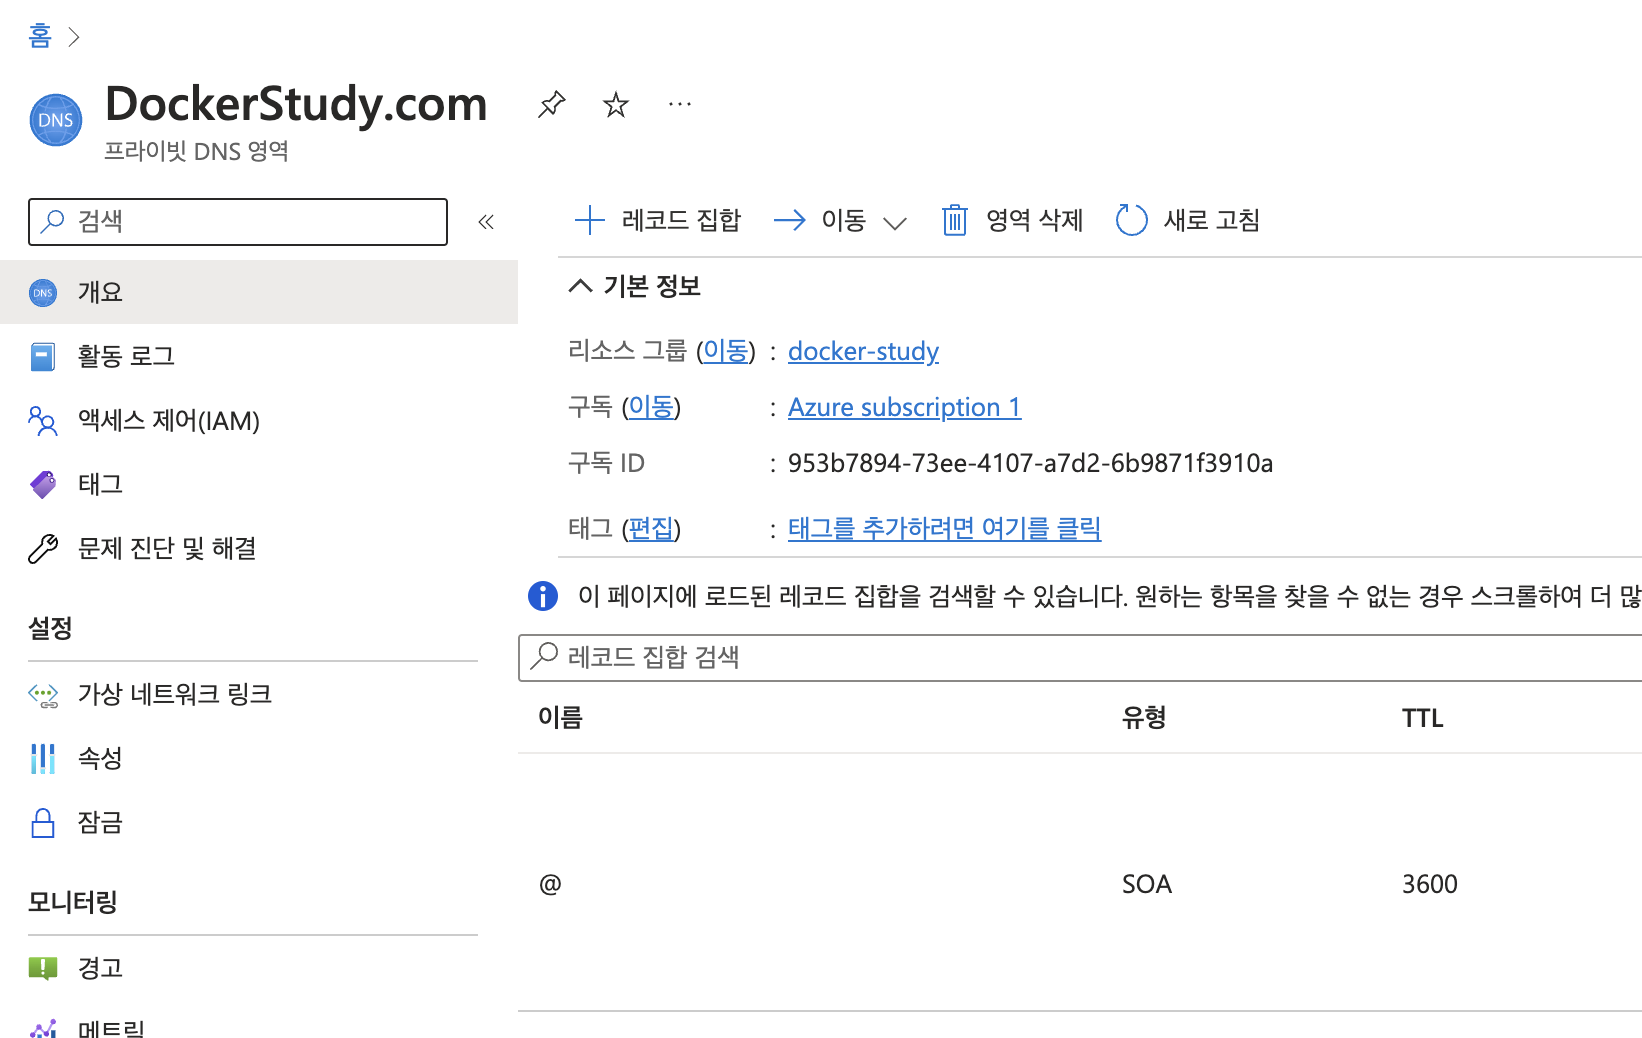 홈
DockerStudy.com
DNS
프라이빗 DNS 영역
검색
레코드 집합
이동
영역 삭제
새로 고침
DNS
개요
활동 로그
액세스 제어(IAM)
태그
문제 진단 및 해결
설정
가상 네트워크 링크
속성
잠금
모니터링
경고
메트릭
기본 정보
리소스 그룹 (이동) : docker-study
구독 (이동) : Azure subscription 1
구독 ID : 953b7894-73ee-4107-a7d2-6b9871f3910a
태그 (편집) : 태그를 추가하려면 여기를 클릭
이 페이지에 로드된 레코드 집합을 검색할 수 있습니다. 원하는 항목을 찾을 수 없는 경우 스크롤하여 더 많
레코드 집합 검색
이름 유형 TTL
@ SOA 3600